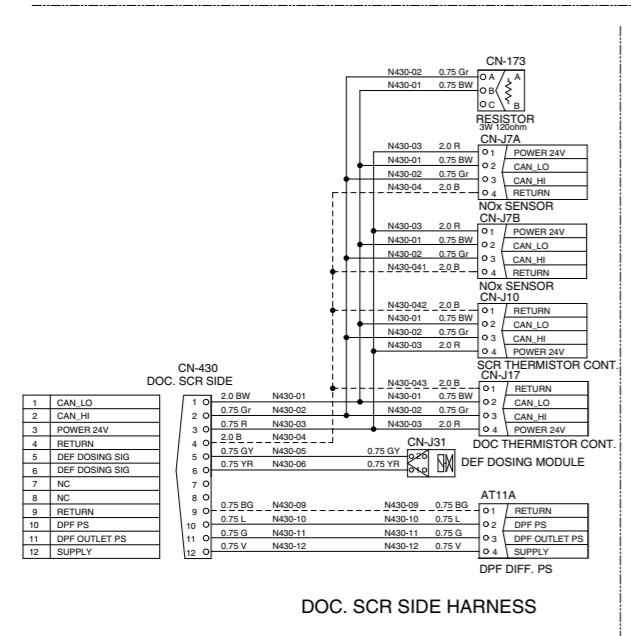 CN-173
N430-02 0.75 Gr A A
N430-01 0.75 BW B
C B
RESISTOR
3W 120ohm
CN-J7A
N430-03 2.0 R 1 POWER 24V
N430-01 0.75 BW 2 CAN_LO
N430-02 0.75 Gr 3 CAN_HI
N430-04 2.0 B 4 RETURN
NOx SENSOR
CN-J7B
N430-03 2.0 R 1 POWER 24V
N430-01 0.75 BW 2 CAN_LO
N430-02 0.75 Gr 3 CAN_HI
N430-041 2.0 B 4 RETURN
NOx SENSOR
CN-J10
N430-042 2.0 B 1 RETURN
N430-01 0.75 BW 2 CAN_LO
N430-02 0.75 Gr 3 CAN_HI
N430-03 2.0 R 4 POWER 24V
SCR THERMISTOR CONT.
CN-J17
N430-043 2.0 B 1 RETURN
N430-01 0.75 BW 2 CAN_LO
N430-02 0.75 Gr 3 CAN_HI
N430-03 2.0 R 4 POWER 24V
DOC THERMISTOR CONT.
CN-430
DOC. SCR SIDE
1 CAN_LO
2 CAN_HI
3 POWER 24V
4 RETURN
5 DEF DOSING SIG
6 DEF DOSING SIG
7 NC
8 NC
9 RETURN
10 DPF PS
11 DPF OUTLET PS
12 SUPPLY
1 2.0 BW N430-01
2 0.75 Gr N430-02
3 0.75 R N430-03
4 2.0 B N430-04
5 0.75 GY N430-05
6 0.75 YR N430-06
7
8
9 0.75 BG N430-09
10 0.75 L N430-10
11 0.75 G N430-11
12 0.75 V N430-12
CN-J31
0.75 GY 2
0.75 YR 1
DEF DOSING MODULE
AT11A
N430-09 0.75 BG 1 RETURN
N430-10 0.75 L 2 DPF PS
N430-11 0.75 G 3 DPF OUTLET PS
N430-12 0.75 V 4 SUPPLY
DPF DIFF. PS
DOC. SCR SIDE HARNESS